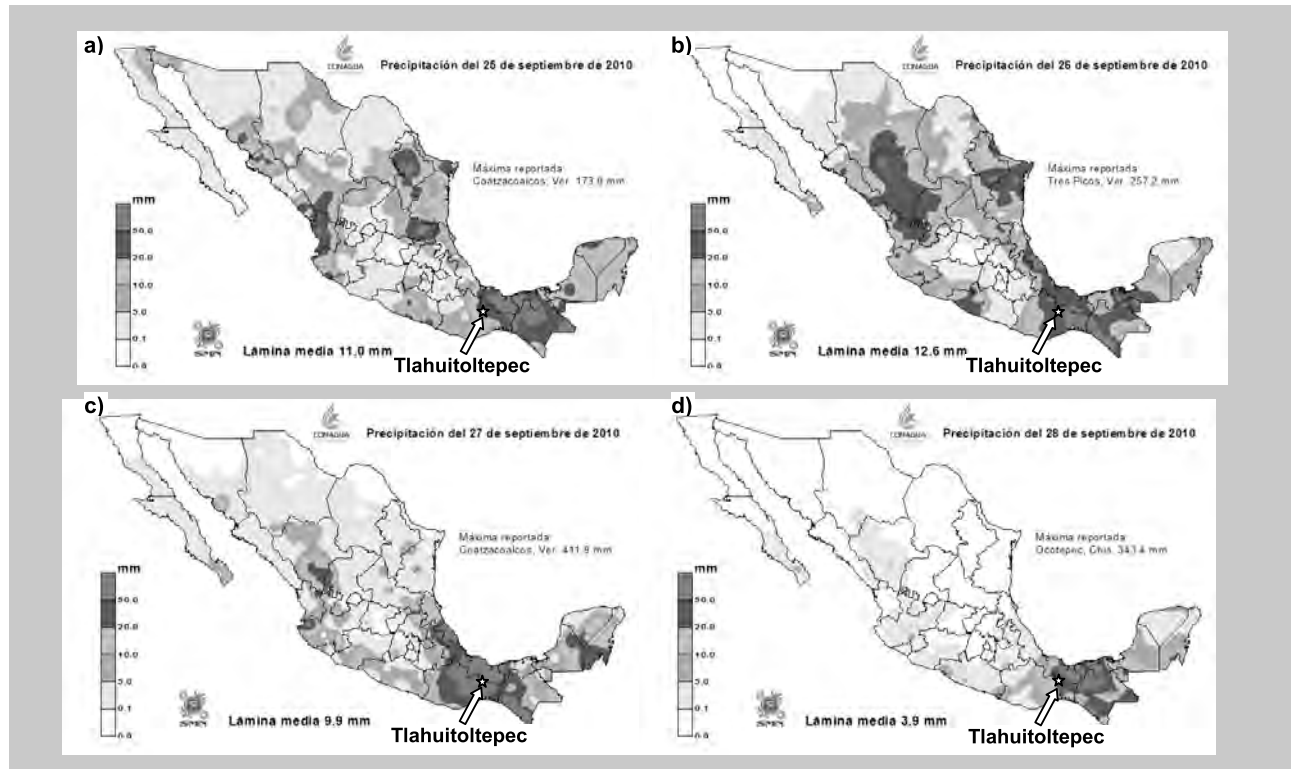 a)
CONAGUA
Precipitación del 25 de septiembre de 2010
Máxima reportada:
Coatzacoalcos, Ver. 173.0 mm
mm
50.0
20.0
10.0
5.0
0.1
0.0
Lámina media 11.0 mm
Tlahuitoltepec
b)
CONAGUA
Precipitación del 26 de septiembre de 2010
Máxima reportada:
Tres Picos, Ver. 257.2 mm
mm
50.0
20.0
10.0
5.0
0.1
0.0
Lámina media 12.6 mm
Tlahuitoltepec
c)
CONAGUA
Precipitación del 27 de septiembre de 2010
Máxima reportada:
Coatzacoalcos, Ver. 411.8 mm
mm
50.0
20.0
10.0
5.0
0.1
0.0
Lámina media 9.9 mm
Tlahuitoltepec
d)
CONAGUA
Precipitación del 28 de septiembre de 2010
Máxima reportada:
Ocotepec, Chis. 343.4 mm
mm
50.0
20.0
10.0
5.0
0.1
0.0
Lámina media 3.9 mm
Tlahuitoltepec